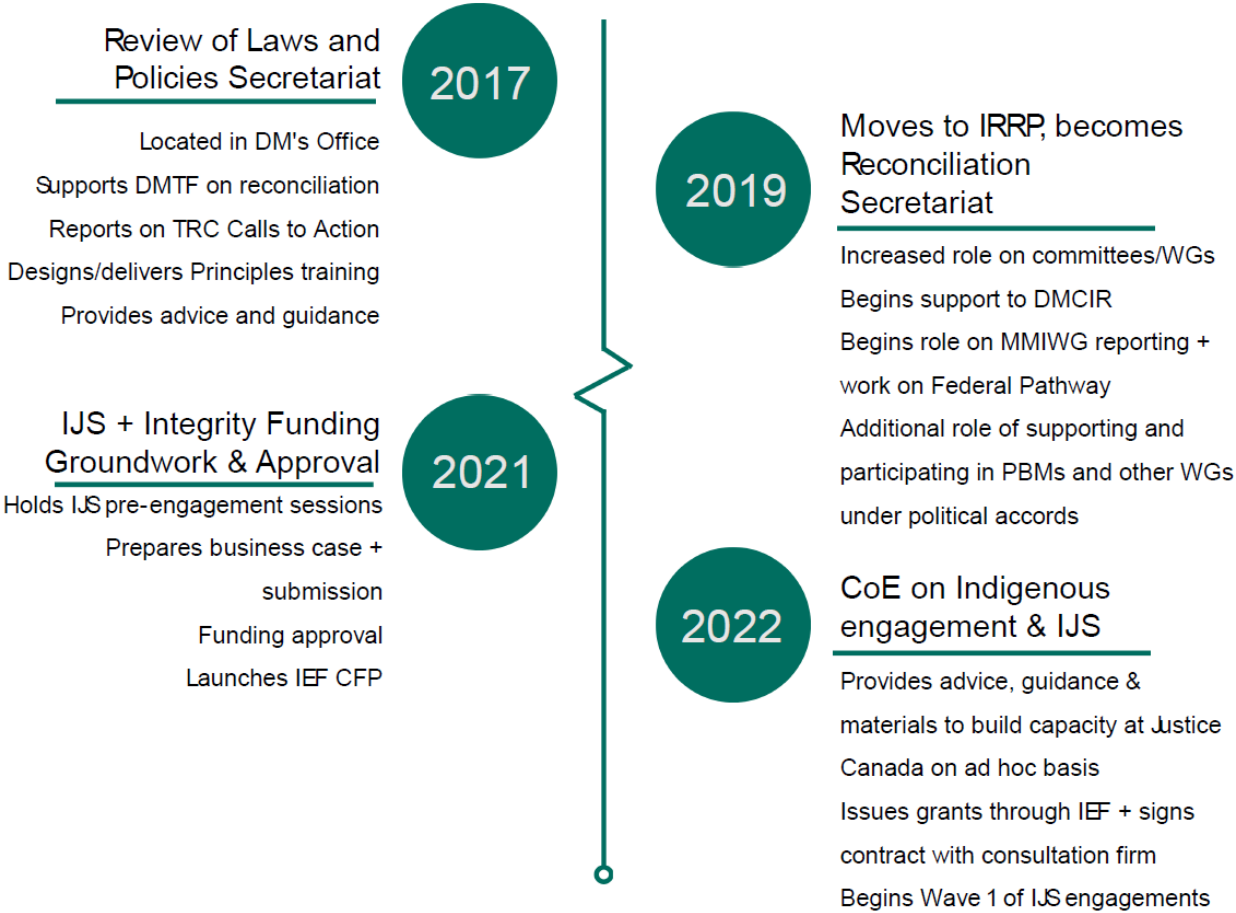 Review of Laws and
Policies Secretariat
2017
Located in DM's Office
Supports DMTF on reconciliation
Reports on TRC Calls to Action
Designs/delivers Principles training
Provides advice and guidance
2019
Moves to IRRP, becomes
Reconciliation
Secretariat
Increased role on committees/WGs
Begins support to DMCIR
Begins role on MMIWG reporting +
work on Federal Pathway
Additional role of supporting and
participating in PBMs and other WGs
under political accords
IJS + Integrity Funding
Groundwork & Approval
2021
Holds IJS pre-engagement sessions
Prepares business case +
submission
Funding approval
Launches IEF CFP
2022
CoE on Indigenous
engagement & IJS
Provides advice, guidance &
materials to build capacity at Justice
Canada on ad hoc basis
Issues grants through IEF + signs
contract with consultation firm
Begins Wave 1 of IJS engagements